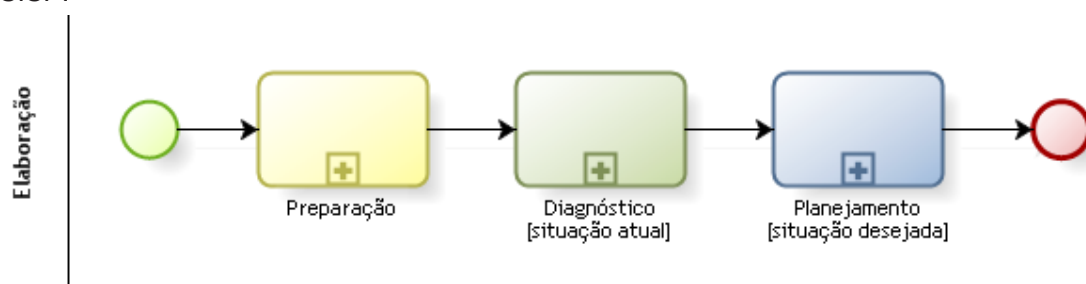 Elaboração
Preparação
Diagnóstico
[situação atual]
Planejamento
[situação desejada]